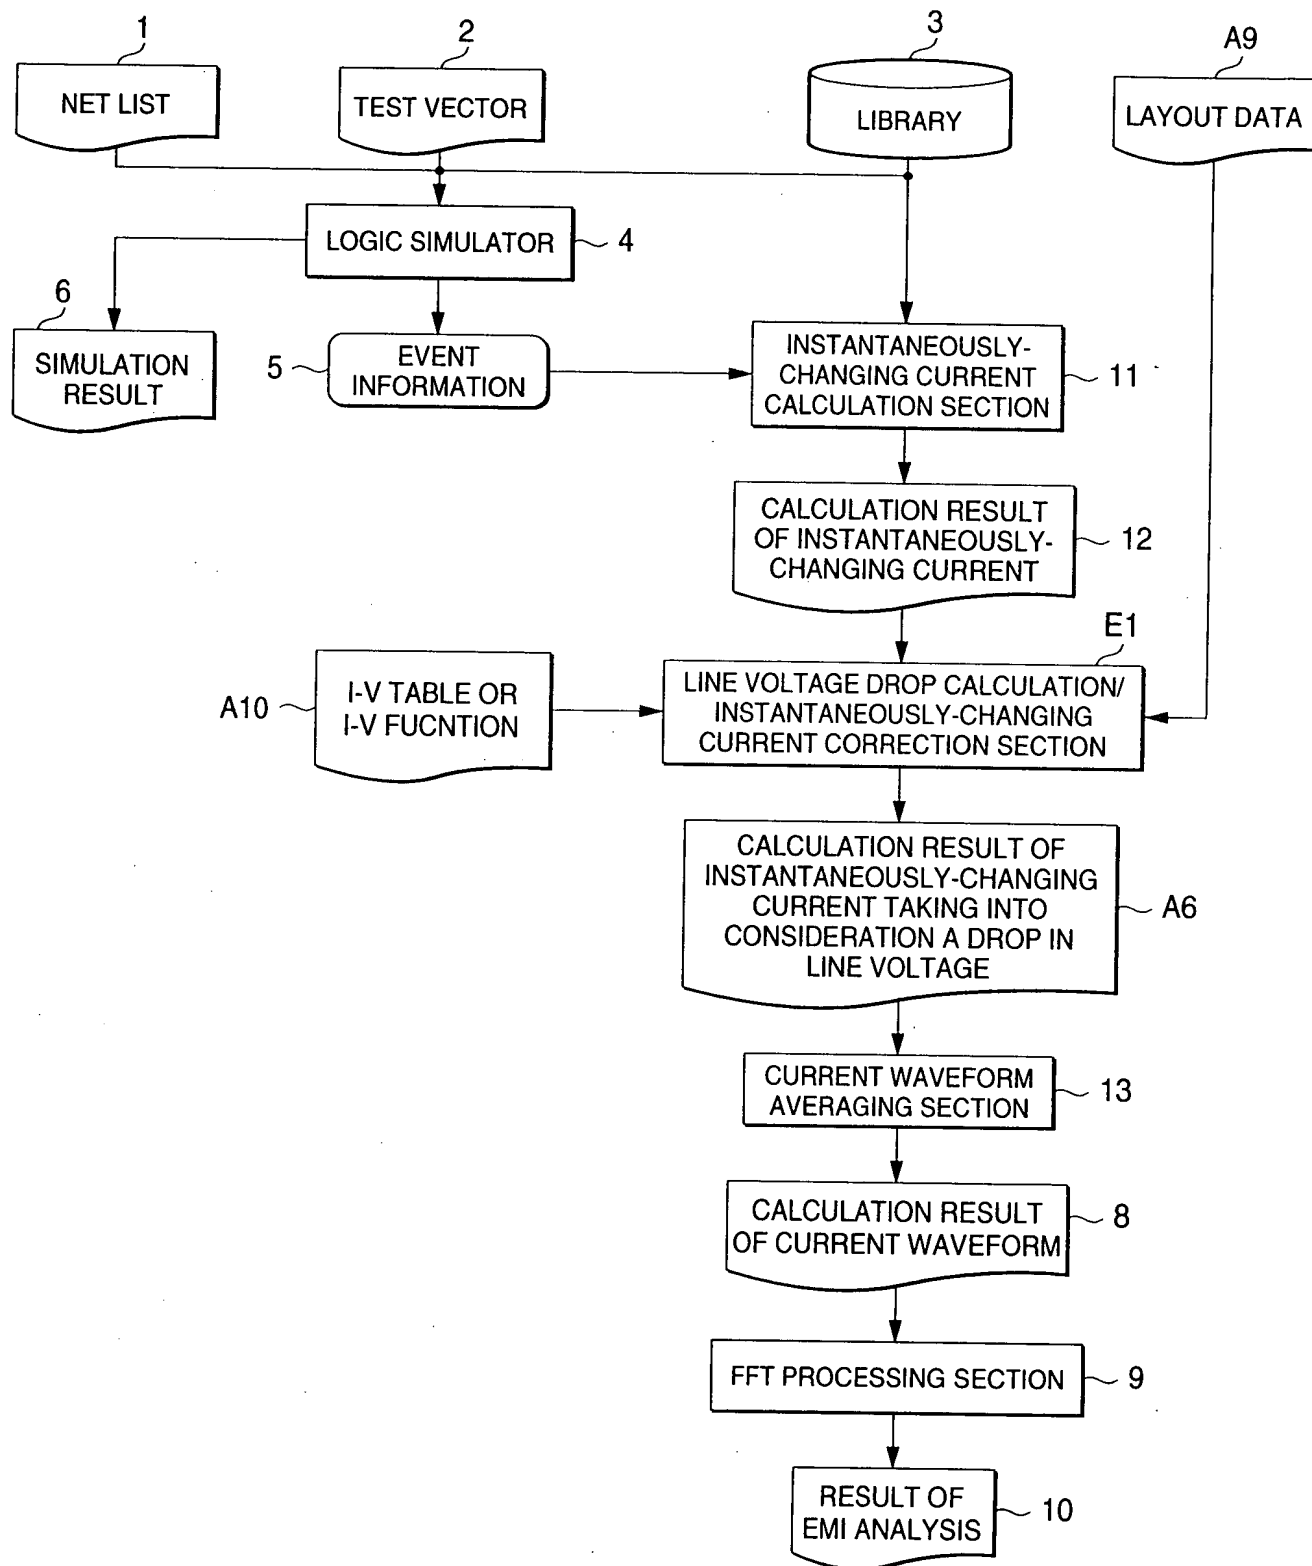 1
2
3
A9
NET LIST
TEST VECTOR
LIBRARY
LAYOUT DATA
LOGIC SIMULATOR
4
6
SIMULATION
RESULT
5
EVENT
INFORMATION
INSTANTANEOUSLY-
CHANGING CURRENT
CALCULATION SECTION
11
CALCULATION RESULT
OF INSTANTANEOUSLY-
CHANGING CURRENT
12
E1
A10
I-V TABLE OR
I-V FUCNTION
LINE VOLTAGE DROP CALCULATION/
INSTANTANEOUSLY-CHANGING
CURRENT CORRECTION SECTION
CALCULATION RESULT OF
INSTANTANEOUSLY-CHANGING
CURRENT TAKING INTO
CONSIDERATION A DROP IN
LINE VOLTAGE
A6
CURRENT WAVEFORM
AVERAGING SECTION
13
CALCULATION RESULT
OF CURRENT WAVEFORM
8
FFT PROCESSING SECTION
9
RESULT OF
EMI ANALYSIS
10